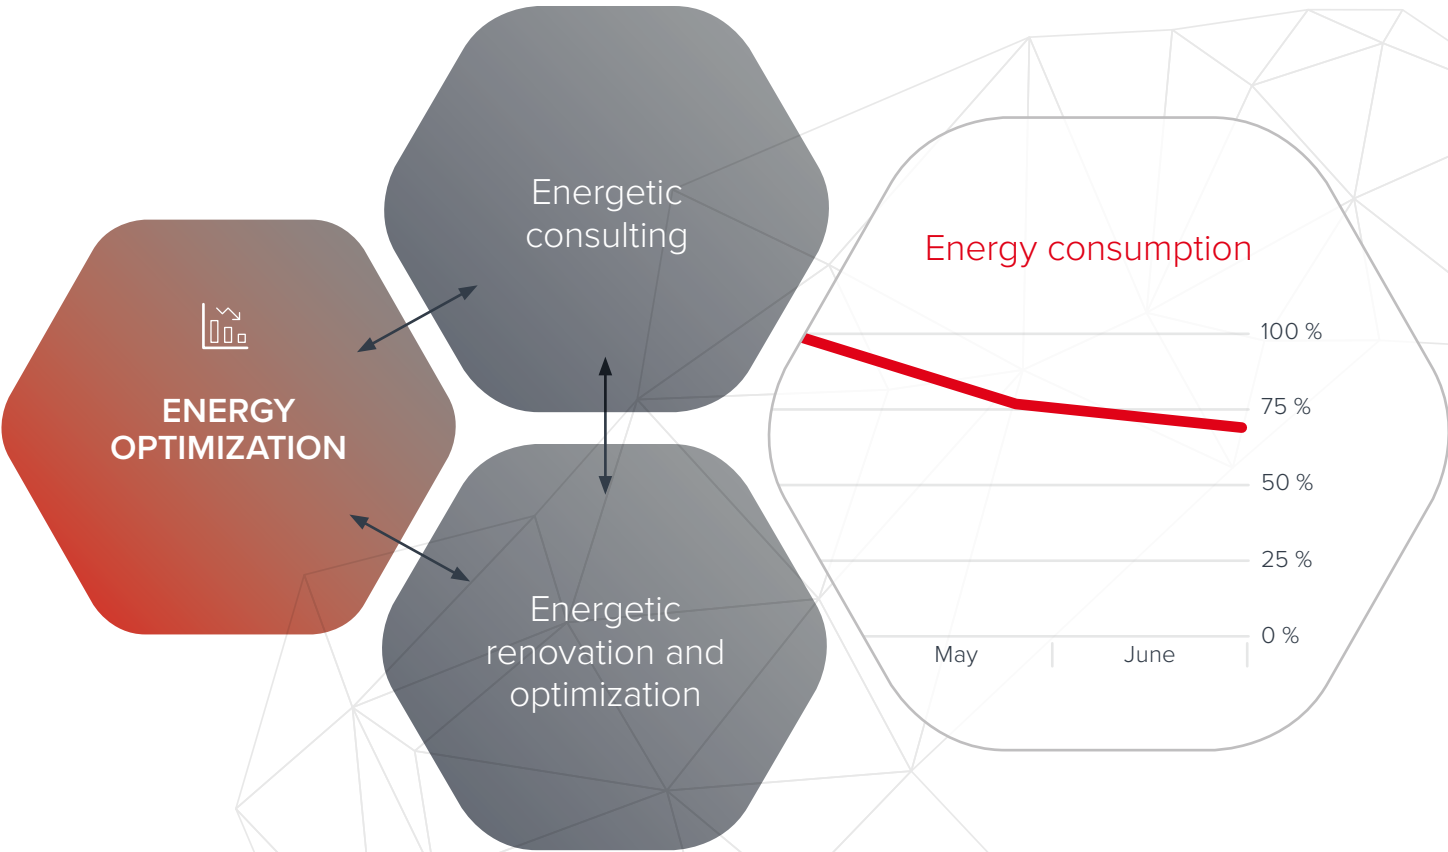 Energetic
consulting
ENERGY
OPTIMIZATION
Energetic
renovation and
optimization
Energy consumption
100 %
75 %
50 %
25 %
0 %
May
June